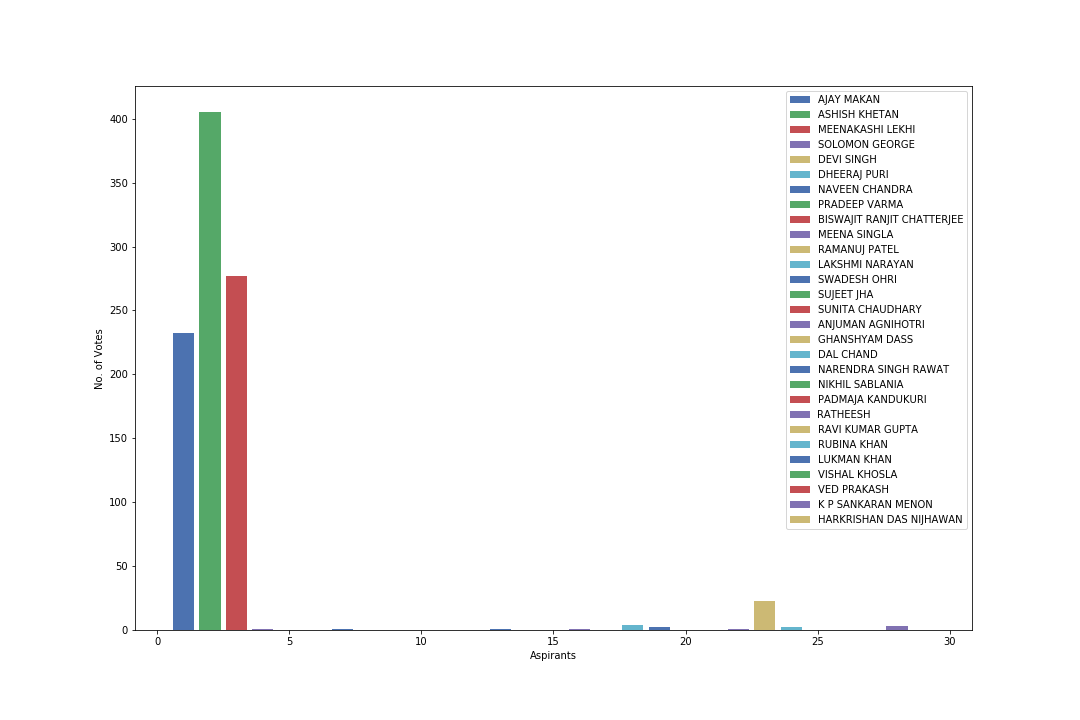 AJAY MAKAN
ASHISH KHETAN
MEENAKASHI LEKHI
SOLOMON GEORGE
DEVI SINGH
DHEERAJ PURI
NAVEEN CHANDRA
PRADEEP VARMA
BISWAJIT RANJIT CHATTERJEE
MEENA SINGLA
RAMANUJ PATEL
LAKSHMI NARAYAN
SWADESH OHRI
SUJEET JHA
SUNITA CHAUDHARY
ANJUMAN AGNIHOTRI
GHANSHYAM DASS
DAL CHAND
NARENDRA SINGH RAWAT
NIKHIL SABLANIA
PADMAJA KANDUKURI
RATHEESH
RAVI KUMAR GUPTA
RUBINA KHAN
LUKMAN KHAN
VISHAL KHOSLA
VED PRAKASH
K P SANKARAN MENON
HARKRISHAN DAS NIJHAWAN
400
350
300
250
200
150
100
50
0
No. of Votes
0 5 10 15 20 25 30
Aspirants